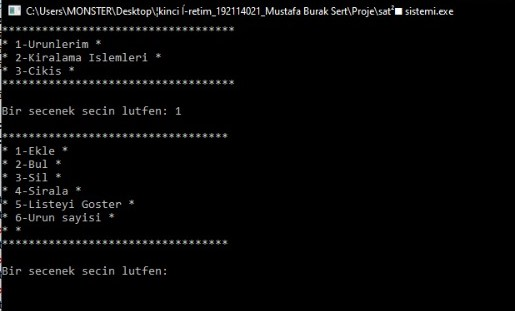 C:\Users\MONSTER\Desktop\¦kinci Í-retim_192114021_Mustafa Burak Sert\Proje\sat²■ sistemi.exe
***********************************
* 1-Urunlerim *
* 2-Kiralama Islemleri *
* 3-Cikis *
***********************************
Bir secenek secin lutfen: 1
**********************************
* 1-Ekle *
* 2-Bul *
* 3-Sil *
* 4-Sirala *
* 5-Listeyi Goster *
* 6-Urun sayisi *
* *
**********************************
Bir secenek secin lutfen: